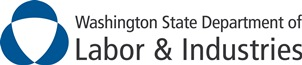 Washington State Department of
Labor & Industries